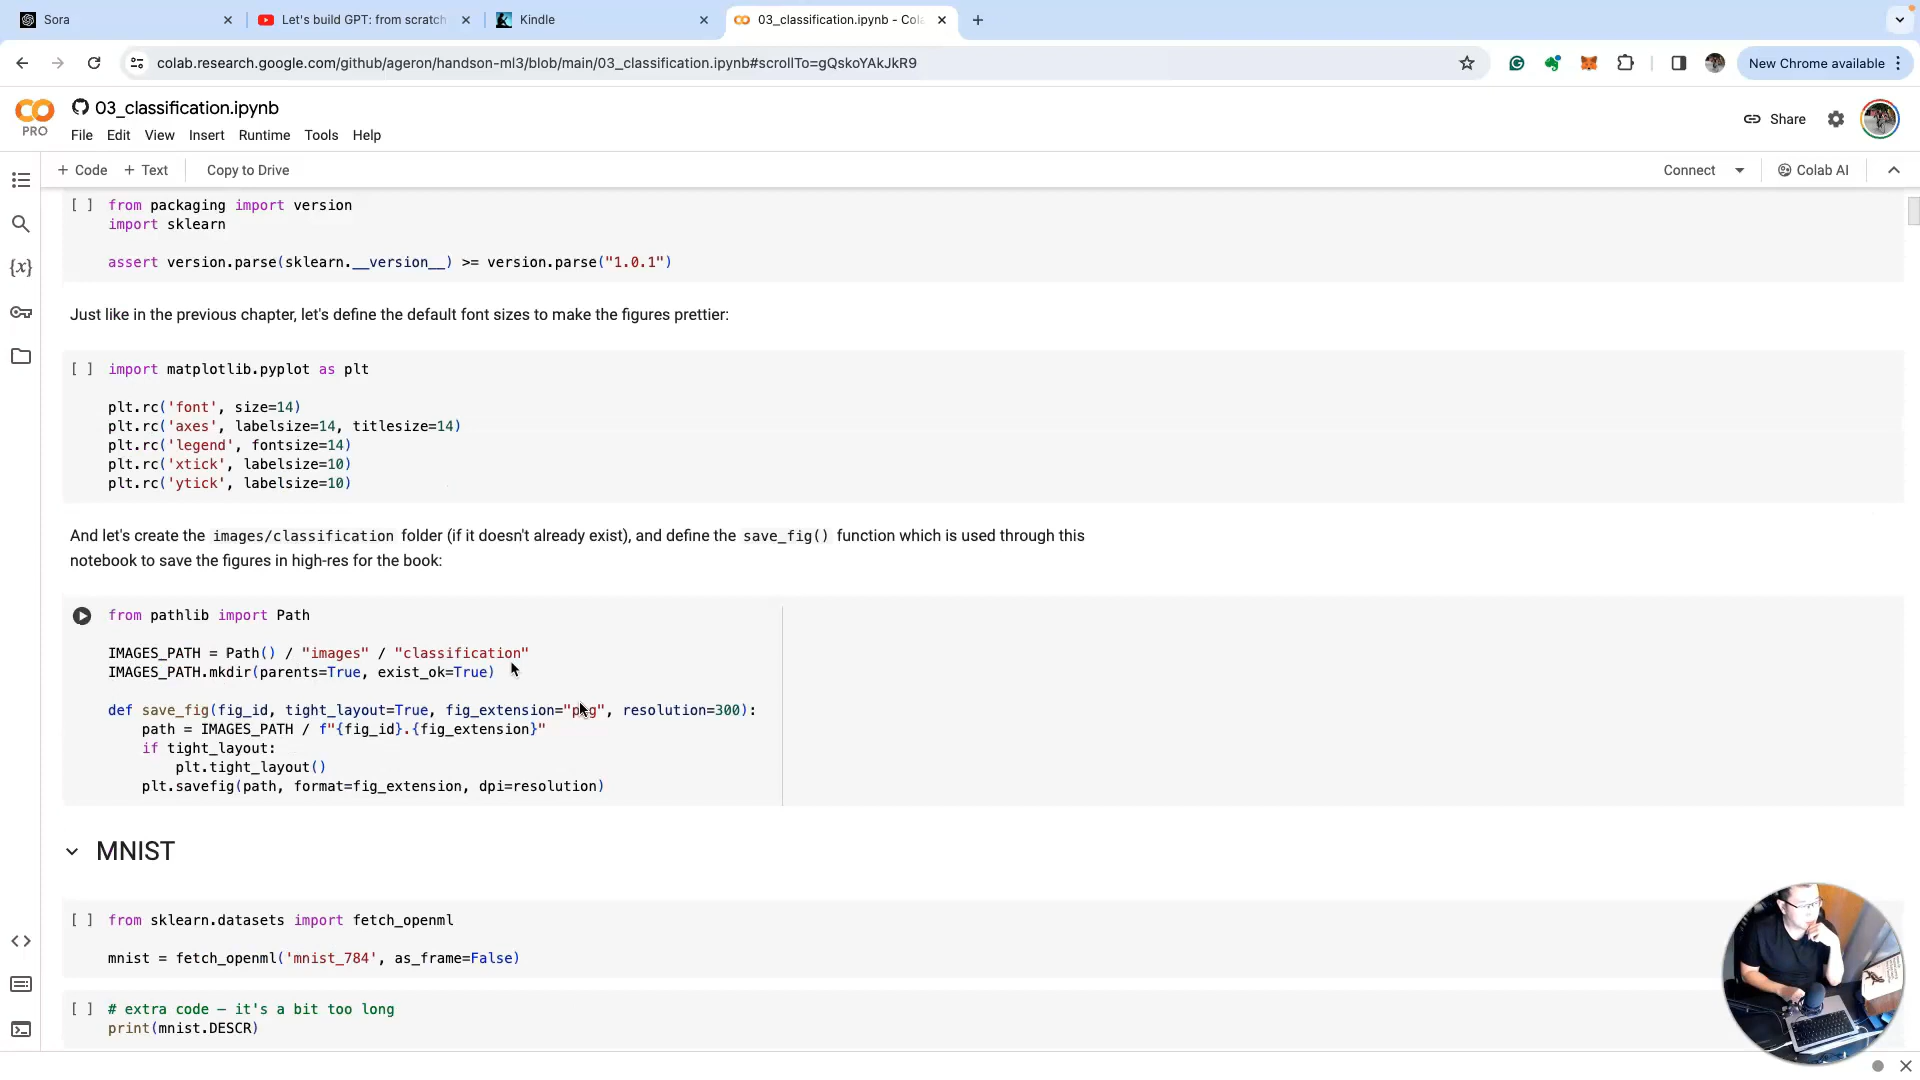 Sora
Let's build GPT: from scratch
Kindle
03_classification.ipynb - Cola
colab.research.google.com/github/ageron/handson-ml3/blob/main/03_classification.ipynb#scrollTo=gQskoYAkJkR9
New Chrome available
CO
PRO
03_classification.ipynb
File Edit View Insert Runtime Tools Help
Share
+ Code + Text Copy to Drive
Connect
Colab AI
[ ] from packaging import version
import sklearn
assert version.parse(sklearn.__version__) >= version.parse("1.0.1")
Just like in the previous chapter, let's define the default font sizes to make the figures prettier:
[ ] import matplotlib.pyplot as plt
plt.rc('font', size=14)
plt.rc('axes', labelsize=14, titlesize=14)
plt.rc('legend', fontsize=14)
plt.rc('xtick', labelsize=10)
plt.rc('ytick', labelsize=10)
And let's create the images/classification folder (if it doesn't already exist), and define the save_fig() function which is used through this
notebook to save the figures in high-res for the book:
from pathlib import Path
IMAGES_PATH = Path() / "images" / "classification"
IMAGES_PATH.mkdir(parents=True, exist_ok=True)
def save_fig(fig_id, tight_layout=True, fig_extension="png", resolution=300):
path = IMAGES_PATH / f"{fig_id}.{fig_extension}"
if tight_layout:
plt.tight_layout()
plt.savefig(path, format=fig_extension, dpi=resolution)
MNIST
[ ] from sklearn.datasets import fetch_openml
mnist = fetch_openml('mnist_784', as_frame=False)
[ ] # extra code – it's a bit too long
print(mnist.DESCR)